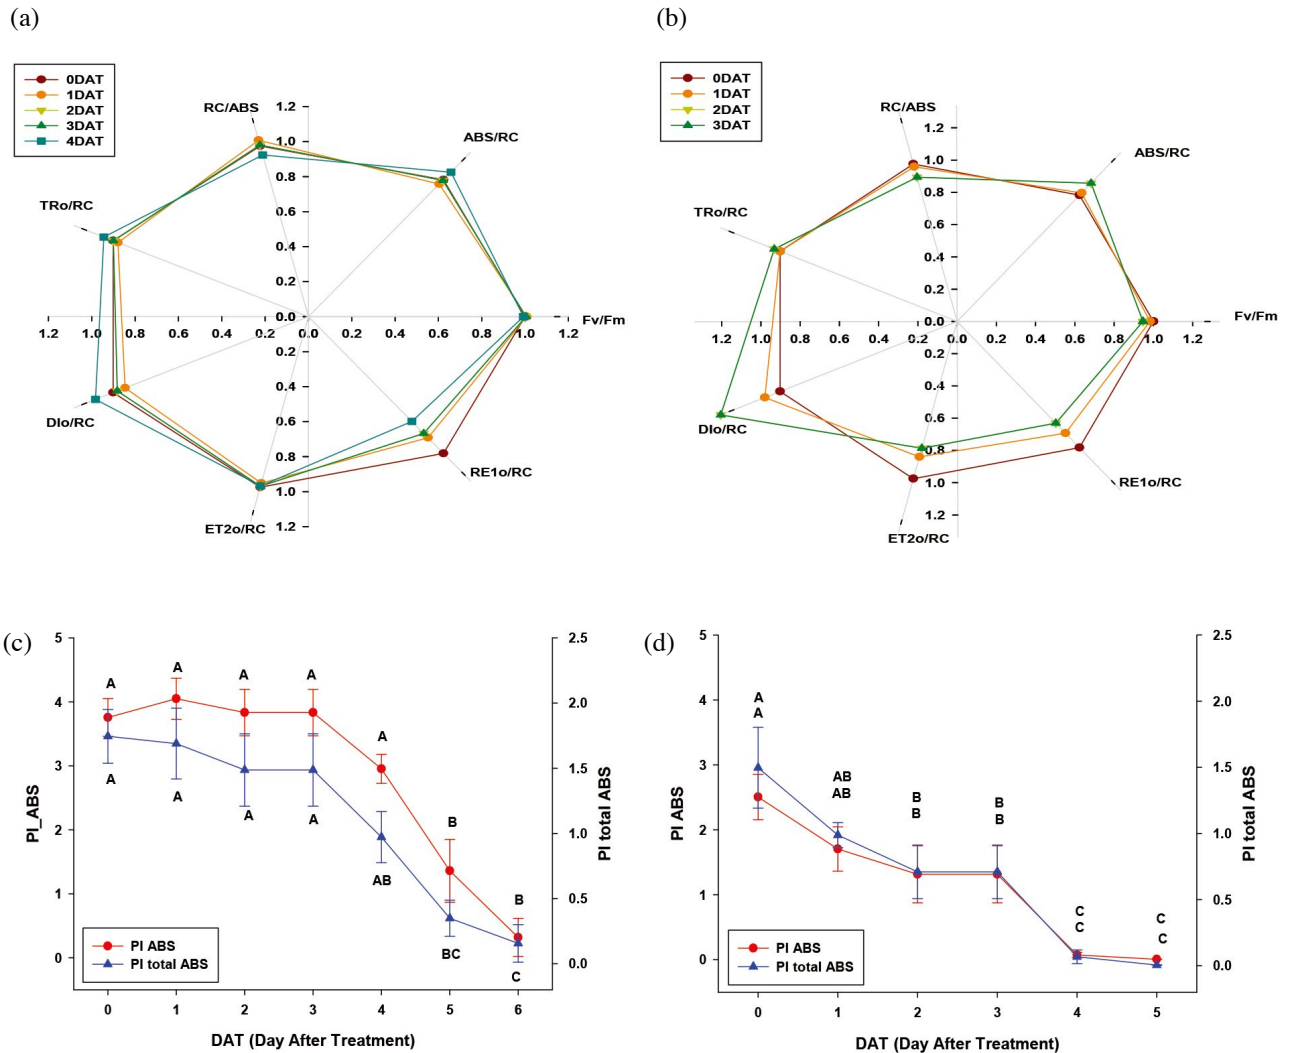 (a)
0DAT
1DAT
2DAT
3DAT
4DAT
RC/ABS
ABS/RC
TRo/RC
Fv/Fm
DIo/RC
RE1o/RC
ET2o/RC
1.2
1.0
0.8
0.6
0.4
0.2
0.0
0.2
0.4
0.6
0.8
1.0
1.2
1.2 1.0 0.8 0.6 0.4 0.2 0.0 0.2 0.4 0.6 0.8 1.0 1.2
(b)
0DAT
1DAT
2DAT
3DAT
RC/ABS
ABS/RC
TRo/RC
Fv/Fm
DIo/RC
RE1o/RC
ET2o/RC
1.2
1.0
0.8
0.6
0.4
0.2
0.0
0.2
0.4
0.6
0.8
1.0
1.2
1.2 1.0 0.8 0.6 0.4 0.2 0.0 0.2 0.4 0.6 0.8 1.0 1.2
(c)
PI_ABS
5
4
3
2
1
0
PI total ABS
2.5
2.0
1.5
1.0
0.5
0.0
A A A A A B B
A A A A AB BC C
PI ABS
PI total ABS
0 1 2 3 4 5 6
DAT (Day After Treatment)
(d)
PI ABS
5
4
3
2
1
0
PI total ABS
2.5
2.0
1.5
1.0
0.5
0.0
A AB B B C C
A AB B B C C
PI ABS
PI total ABS
0 1 2 3 4 5
DAT (Day After Treatment)